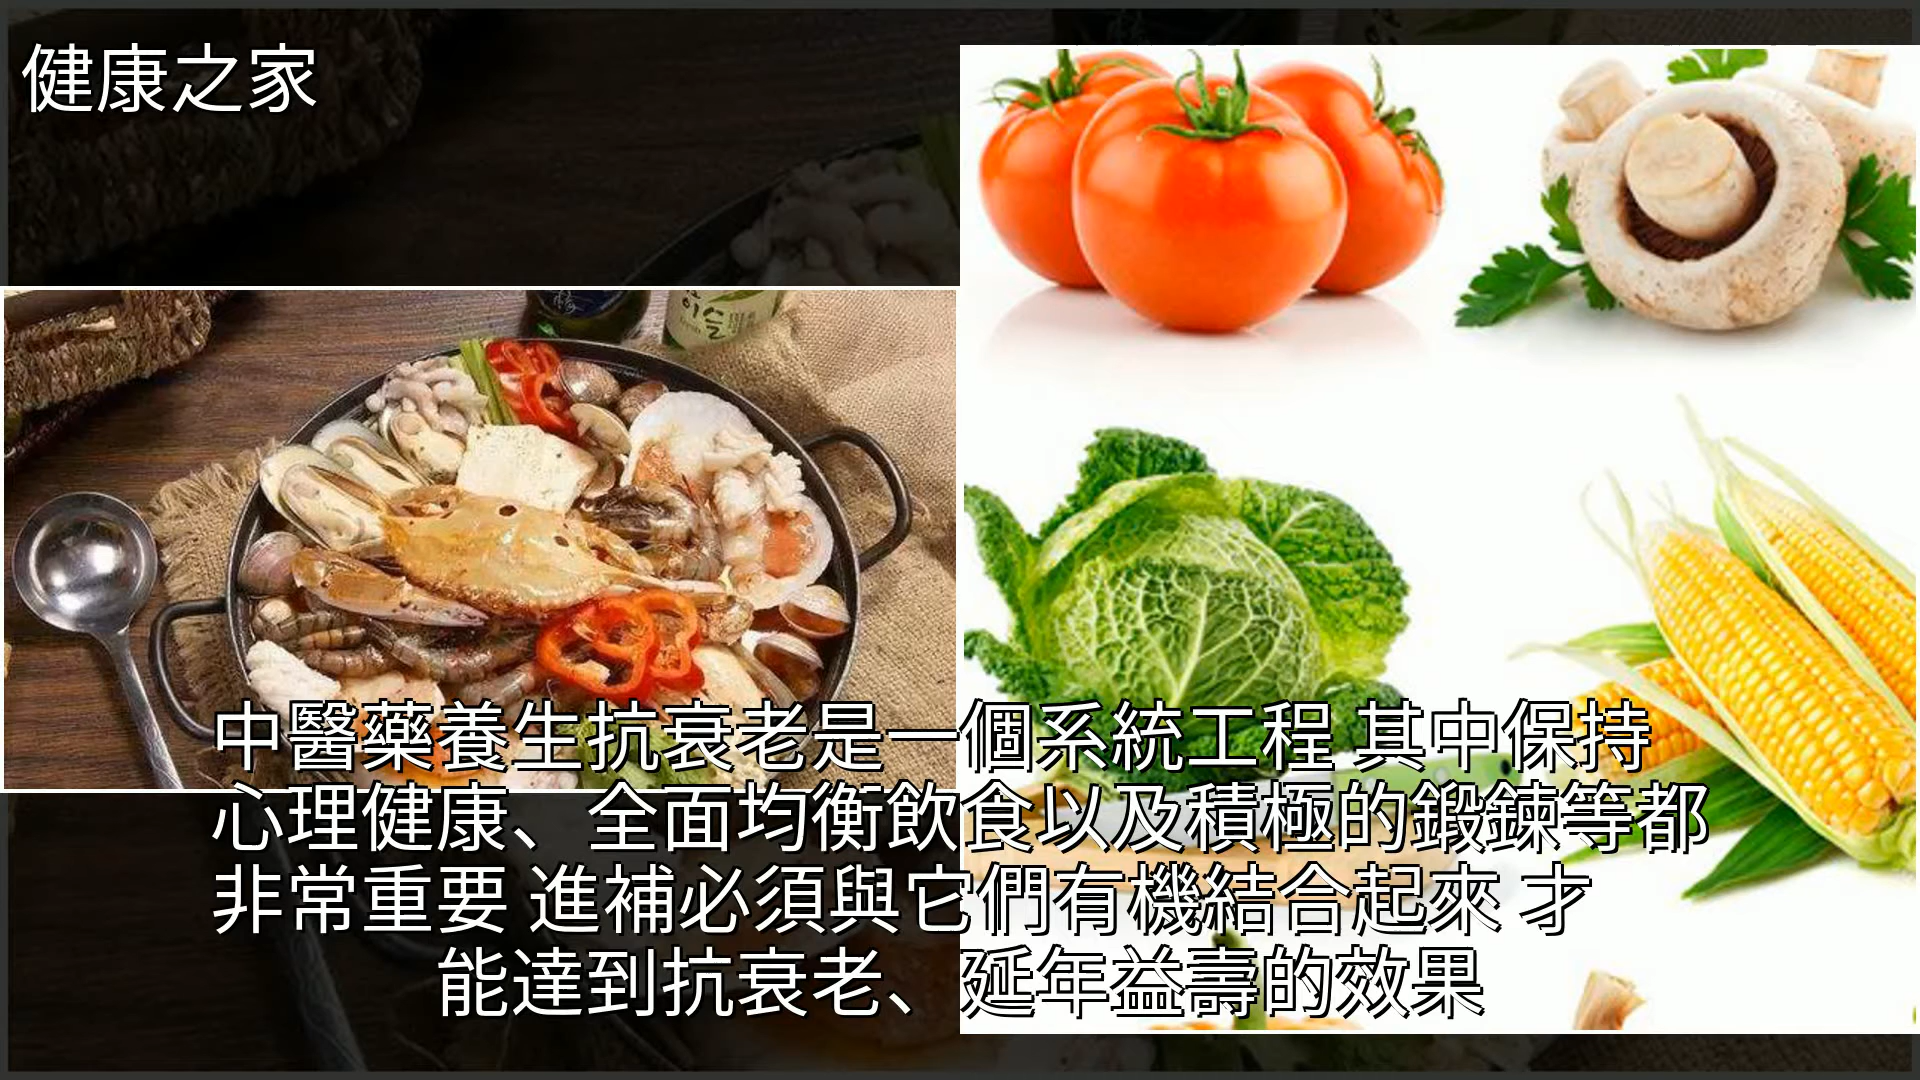 健康之家
이슬
fresh
中醫藥養生抗衰老是一個系統工程 其中保持
心理健康、全面均衡飲食以及積極的鍛鍊等都
非常重要 進補必須與它們有機結合起來 才
能達到抗衰老、延年益壽的效果